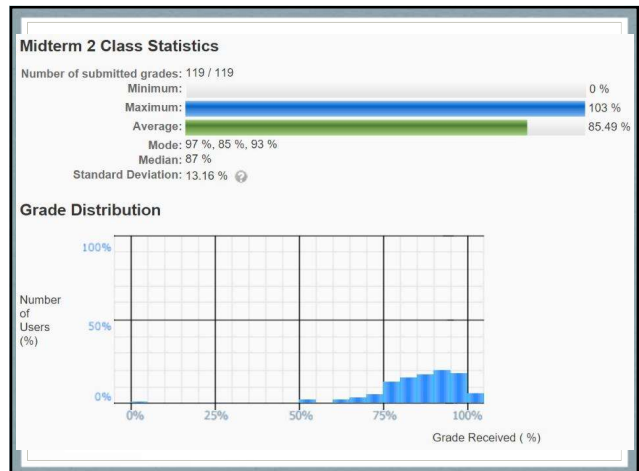 Midterm 2 Class Statistics
Number of submitted grades: 119 / 119
Minimum: 0 %
Maximum: 103 %
Average: 85.49 %
Mode: 97 %, 85 %, 93 %
Median: 87 %
Standard Deviation: 13.16 % ?
Grade Distribution
100%
Number
of
Users
(%)
50%
0%
0% 25% 50% 75% 100%
Grade Received ( %)